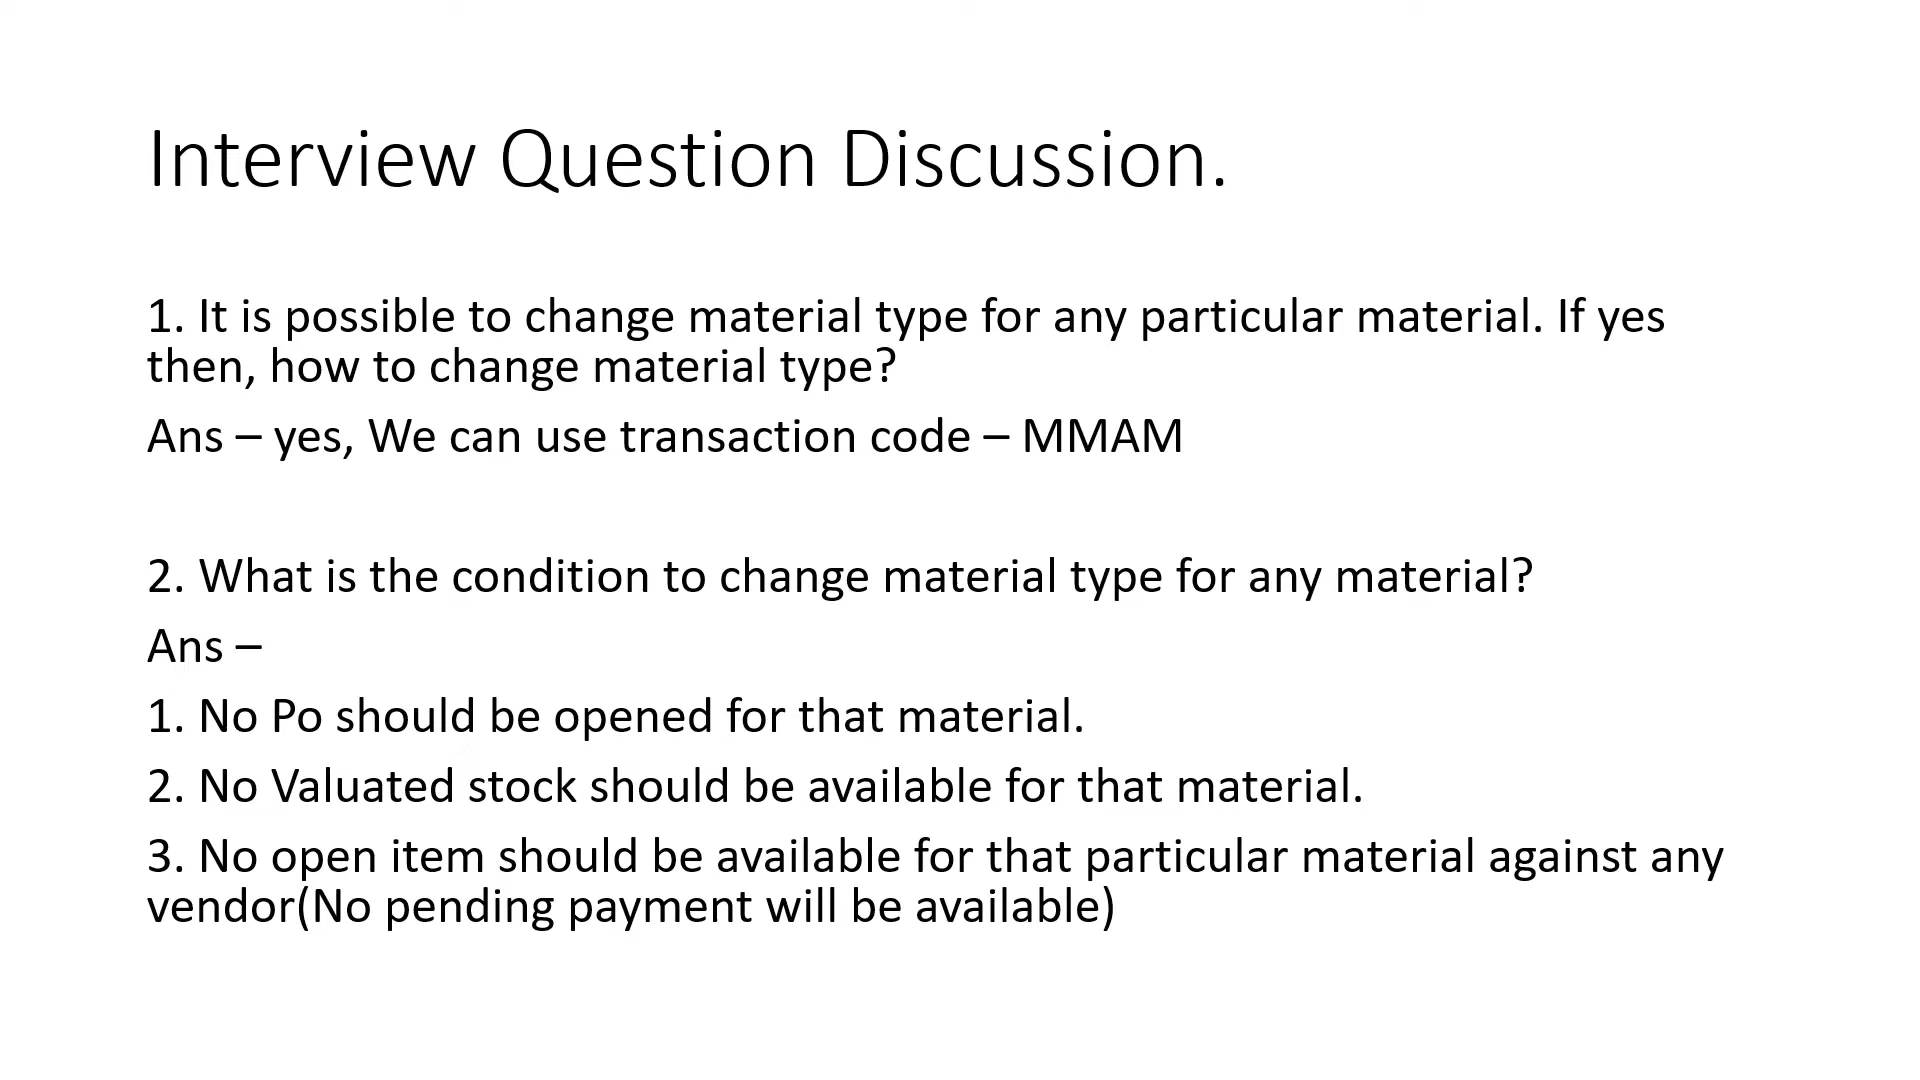 Interview Question Discussion.
1. It is possible to change material type for any particular material. If yes
then, how to change material type?
Ans – yes, We can use transaction code – MMAM
2. What is the condition to change material type for any material?
Ans –
1. No Po should be opened for that material.
2. No Valuated stock should be available for that material.
3. No open item should be available for that particular material against any
vendor(No pending payment will be available)